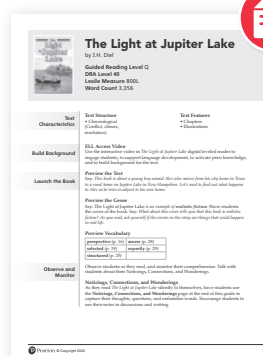 The Light at Jupiter Lake
by J.H. Diel
Guided Reading Level Q
DRA Level 40
Lexile Measure 800L
Word Count 3,356
Text
Characteristics
Text Structure
• Chronological
(Conflict, climax,
resolution)
Text Features
• Chapters
• Illustrations
Build Background
ELL Access Video
Use the interactive video in The Light at Jupiter Lake digital leveled reader to
engage students, to support language development, to activate prior knowledge,
and to build background for the text.
Launch the Book
Preview the Text
Say: This book is about a young boy named Alex who moves from his city home in Texas
to a rural home on Jupiter Lake in New Hampshire. Let's read to find out what happens
to Alex as he tries to adjust to his new home.
Preview the Genre
Say: The Light at Jupiter Lake is an example of realistic fiction. Have students
the cover of the book. Say: What about this cover tells you that this book is realistic
fiction? As you read, ask yourself if the events in the story are things that could happen
in real life.
Preview Vocabulary
perspective (p. 16) access (p. 28)
selected (p. 19) expertly (p. 29)
structured (p. 25)
Observe and
Monitor
Observe students as they read, and monitor their comprehension. Talk with
students about their Noticings, Connections, and Wonderings.
Noticings, Connections, and Wonderings
As they read The Light at Jupiter Lake silently to themselves, have students use
the Noticings, Connections, and Wonderings page at the end of this guide to
capture their thoughts, questions, and unfamiliar words. Encourage students to
use their notes in discussions and writing.
Pearson © Copyright 2020